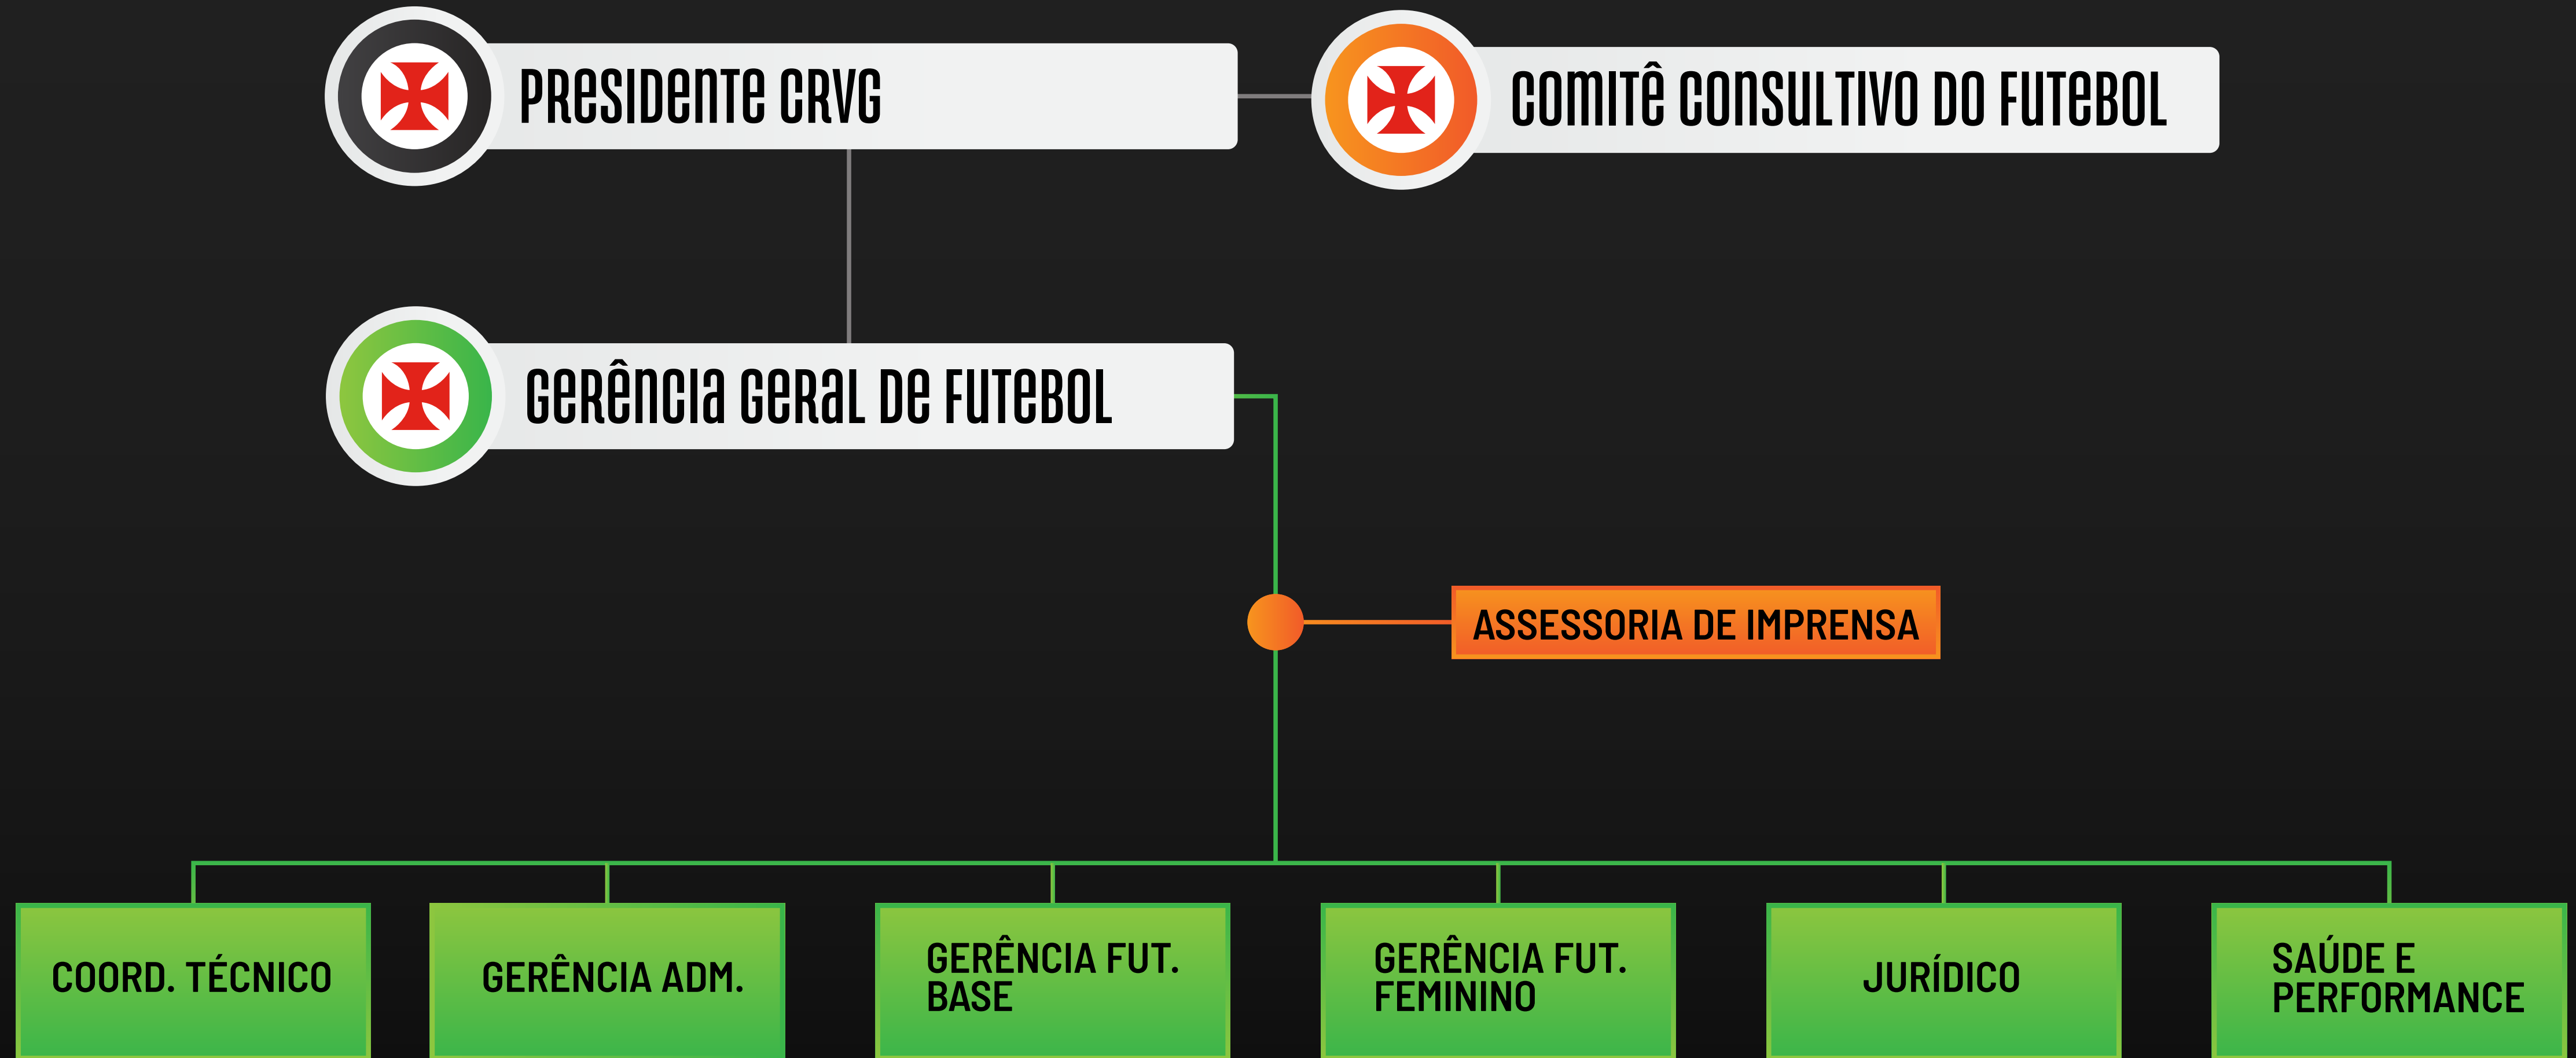 PRESIDENTE CRVG
COMITÊ CONSULTIVO DO FUTEBOL
GERÊNCIA GERAL DE FUTEBOL
ASSESSORIA DE IMPRENSA
COORD. TÉCNICO
GERÊNCIA ADM.
GERÊNCIA FUT.
BASE
GERÊNCIA FUT.
FEMININO
JURÍDICO
SAÚDE E
PERFORMANCE